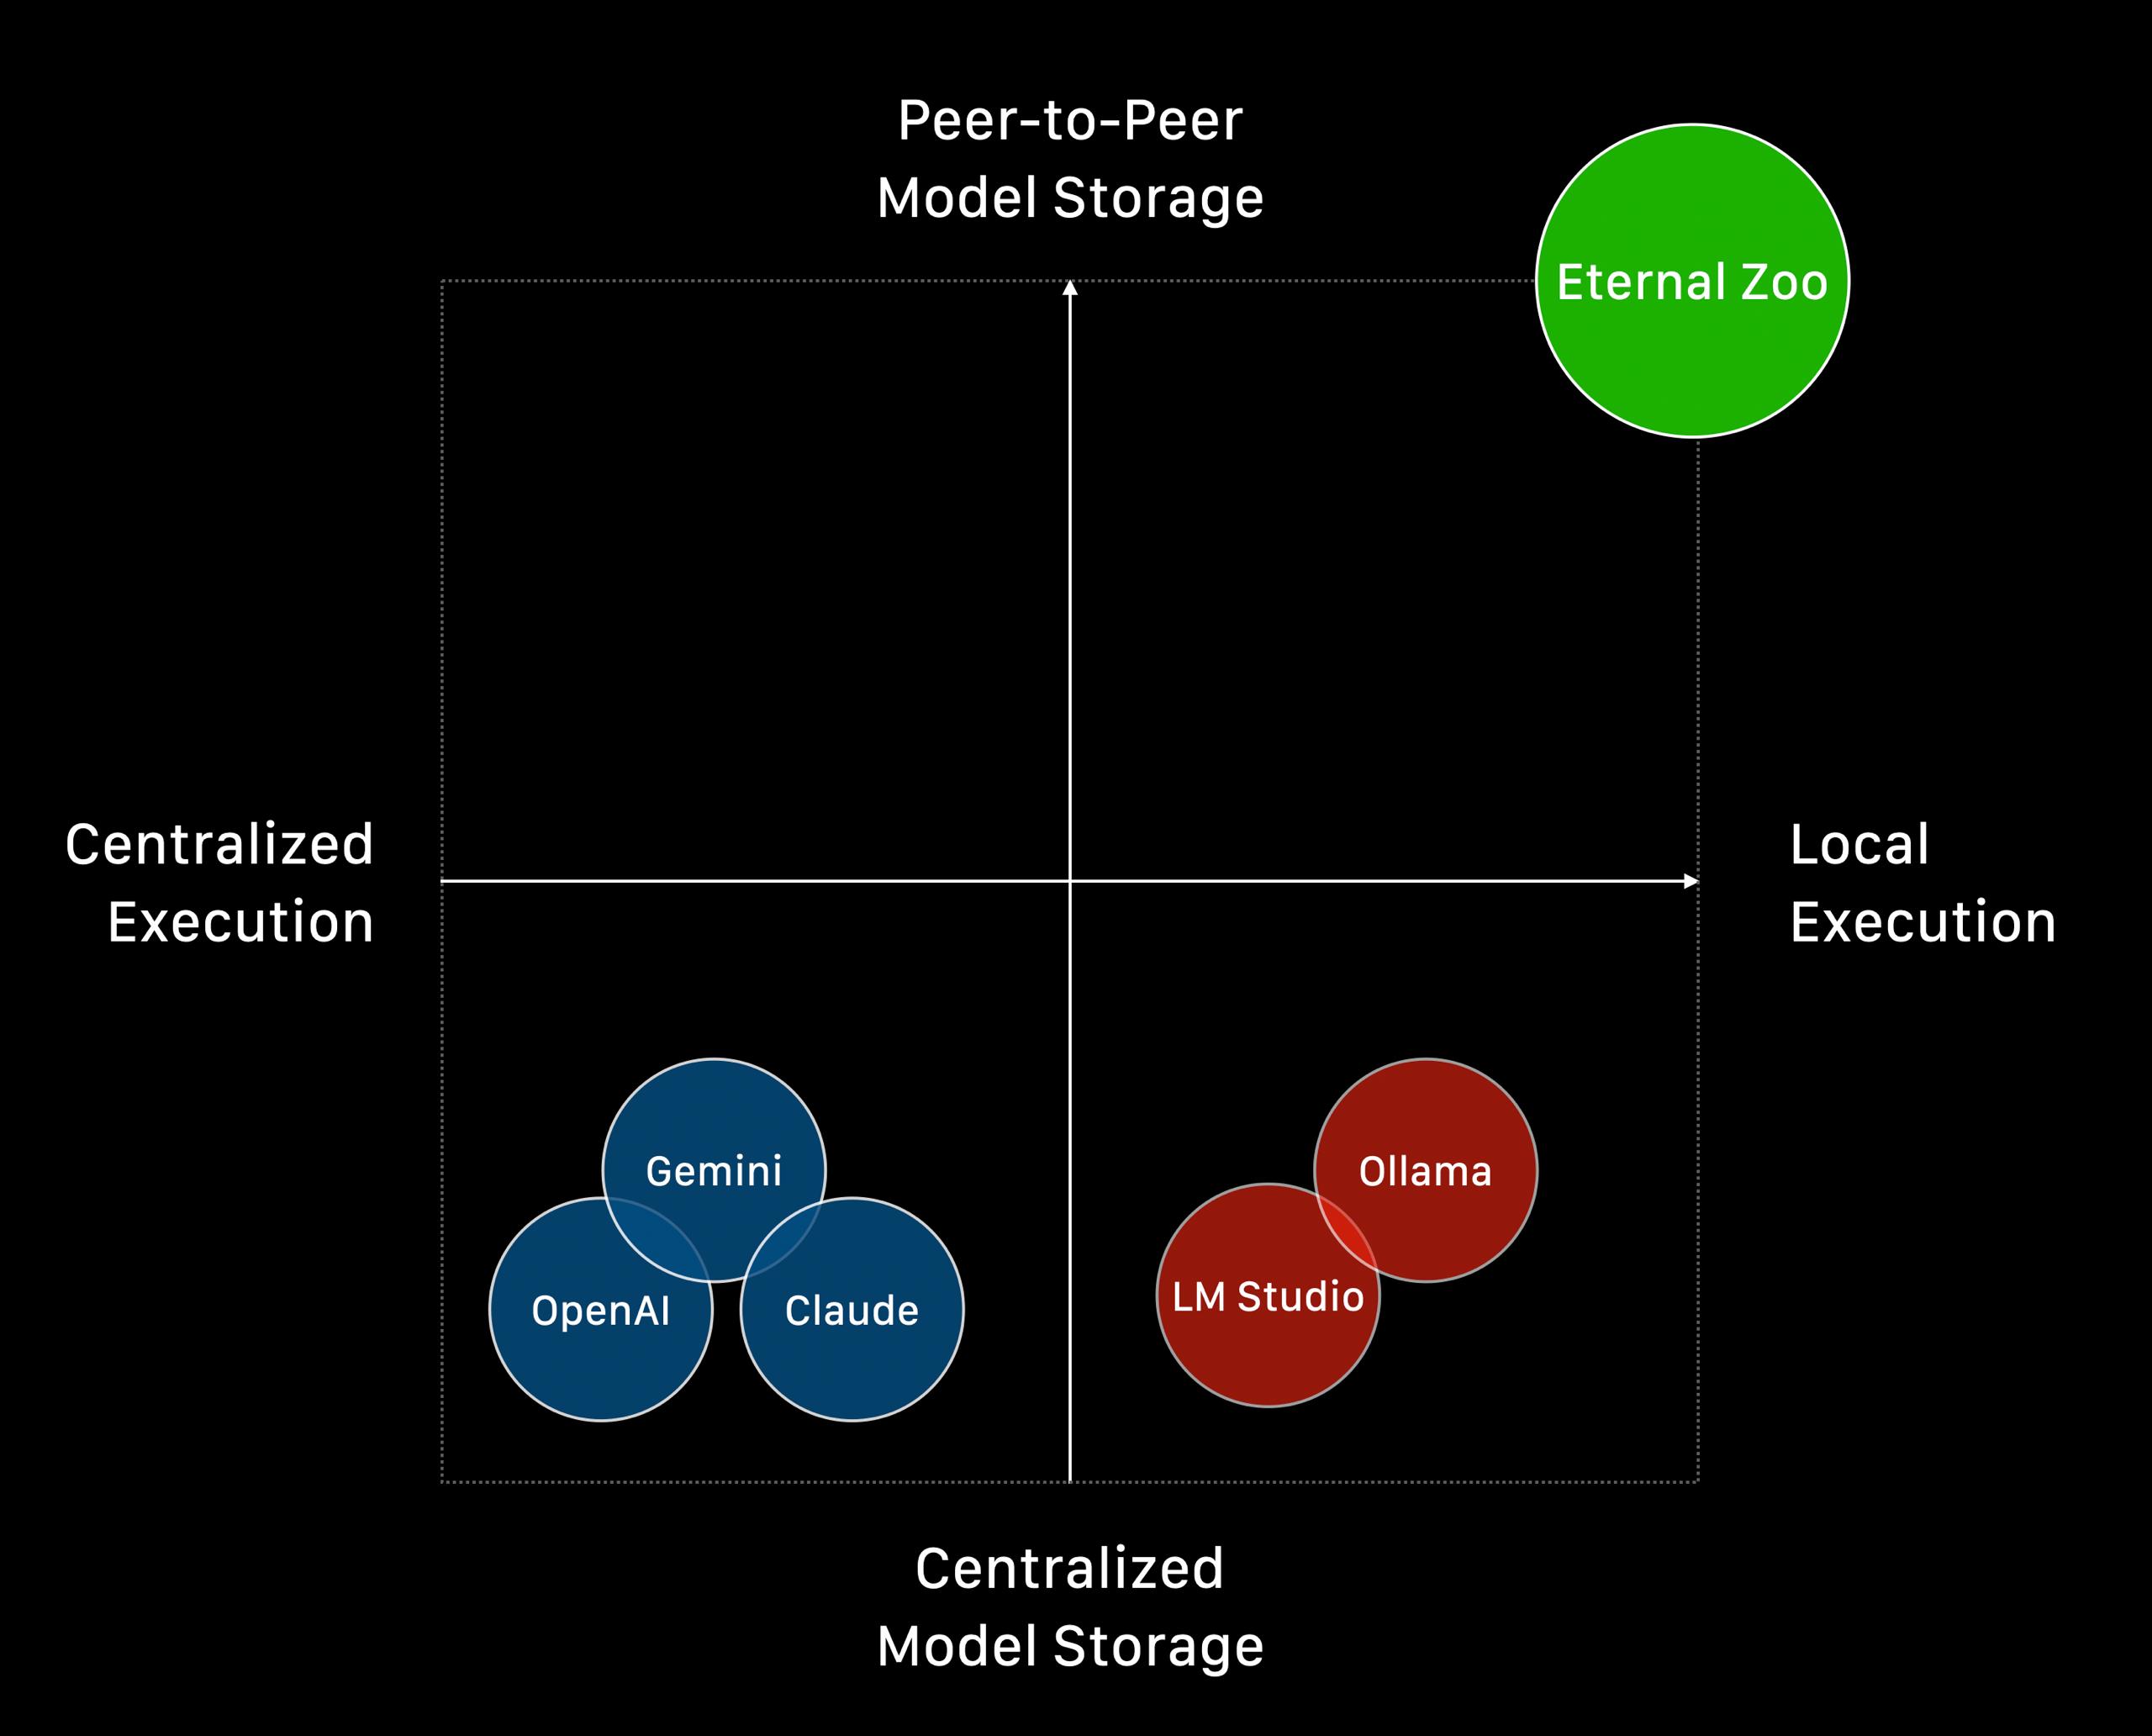 Peer-to-Peer
Model Storage
Eternal Zoo
Centralized
Execution
Local
Execution
Gemini
Ollama
OpenAI
Claude
LM Studio
Centralized
Model Storage